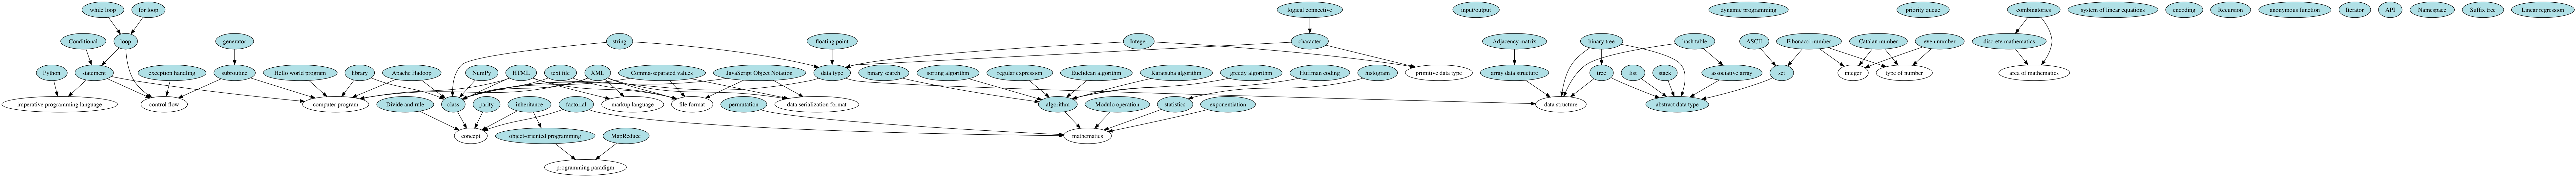 while loop
for loop
logical connective
input/output
dynamic programming
priority queue
combinatorics
system of linear equations
encoding
Recursion
anonymous function
Iterator
API
Namespace
Suffix tree
Linear regression
Conditional
loop
generator
string
floating point
Integer
character
Adjacency matrix
binary tree
hash table
ASCII
Fibonacci number
Catalan number
even number
discrete mathematics
Python
statement
exception handling
subroutine
Hello world program
library
Apache Hadoop
NumPy
HTML
text file
XML
Comma-separated values
JavaScript Object Notation
data type
binary search
sorting algorithm
regular expression
Euclidean algorithm
Karatsuba algorithm
greedy algorithm
Huffman coding
histogram
primitive data type
array data structure
tree
list
stack
associative array
set
integer
type of number
area of mathematics
imperative programming language
control flow
computer program
Divide and rule
class
parity
inheritance
factorial
markup language
file format
permutation
data serialization format
algorithm
Modulo operation
statistics
exponentiation
data structure
abstract data type
concept
object-oriented programming
MapReduce
mathematics
programming paradigm